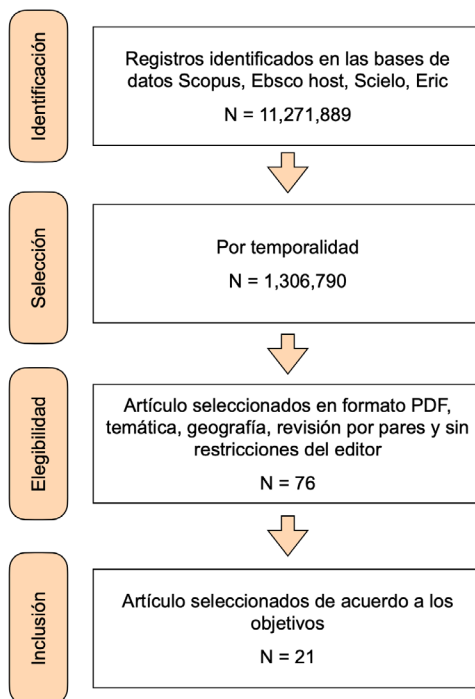 Identificación
Registros identificados en las bases de
datos Scopus, Ebsco host, Scielo, Eric
N = 11,271,889
Selección
Por temporalidad
N = 1,306,790
Elegibilidad
Artículo seleccionados en formato PDF,
temática, geografía, revisión por pares y sin
restricciones del editor
N = 76
Inclusión
Artículo seleccionados de acuerdo a los
objetivos
N = 21